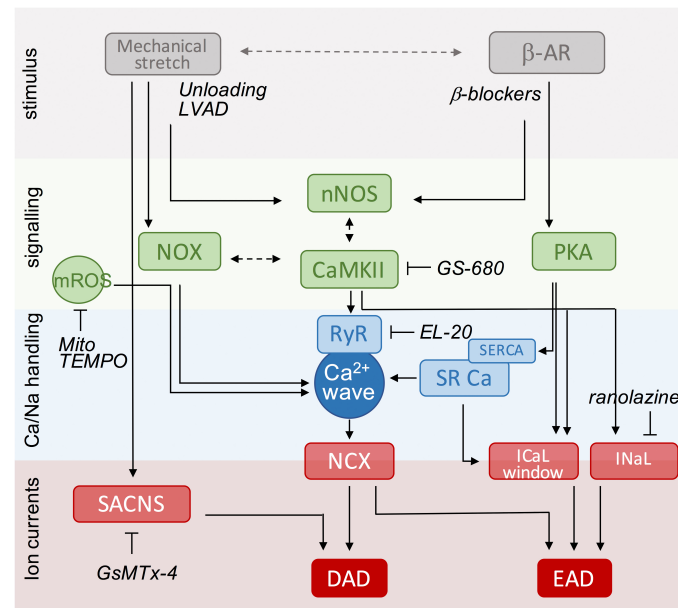 stimulus
Mechanical
stretch
β-AR
Unloading
LVAD
β-blockers
signalling
nNOS
NOX
CaMKII
GS-680
PKA
mROS
Mito
TEMPO
Ca/Na handling
RyR
EL-20
SERCA
Ca2+
wave
SR Ca
ranolazine
NCX
ICaL
window
INaL
Ion currents
SACNS
GsMTx-4
DAD
EAD